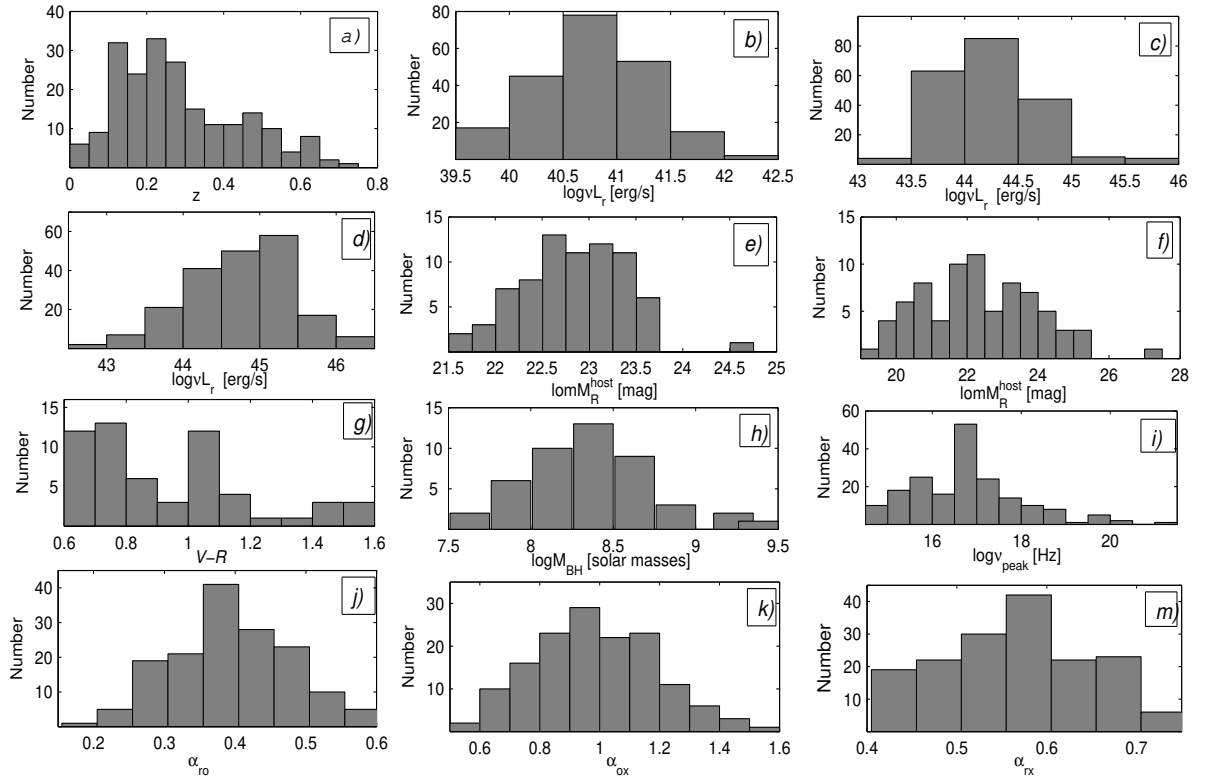 a)
Number
40
30
20
10
0 0.2 0.4 0.6 0.8
z
b)
Number
80
60
40
20
39.5 40 40.5 41 41.5 42 42.5
logνL_r [erg/s]
c)
Number
80
60
40
20
43 43.5 44 44.5 45 45.5 46
logνL_r [erg/s]
d)
Number
60
40
20
43 44 45 46
logνL_r [erg/s]
e)
Number
15
10
5
21.5 22 22.5 23 23.5 24 24.5 25
lomM_R^host [mag]
f)
Number
15
10
5
20 22 24 26 28
lomM_R^host [mag]
g)
Number
15
10
5
0.6 0.8 1 1.2 1.4 1.6
V−R
h)
Number
15
10
5
7.5 8 8.5 9 9.5
logM_BH [solar masses]
i)
Number
60
40
20
16 18 20
logν_peak [Hz]
j)
Number
40
30
20
10
0.2 0.3 0.4 0.5 0.6
α_ro
k)
Number
30
20
10
0.6 0.8 1 1.2 1.4 1.6
α_ox
m)
Number
40
30
20
10
0.4 0.5 0.6 0.7
α_rx